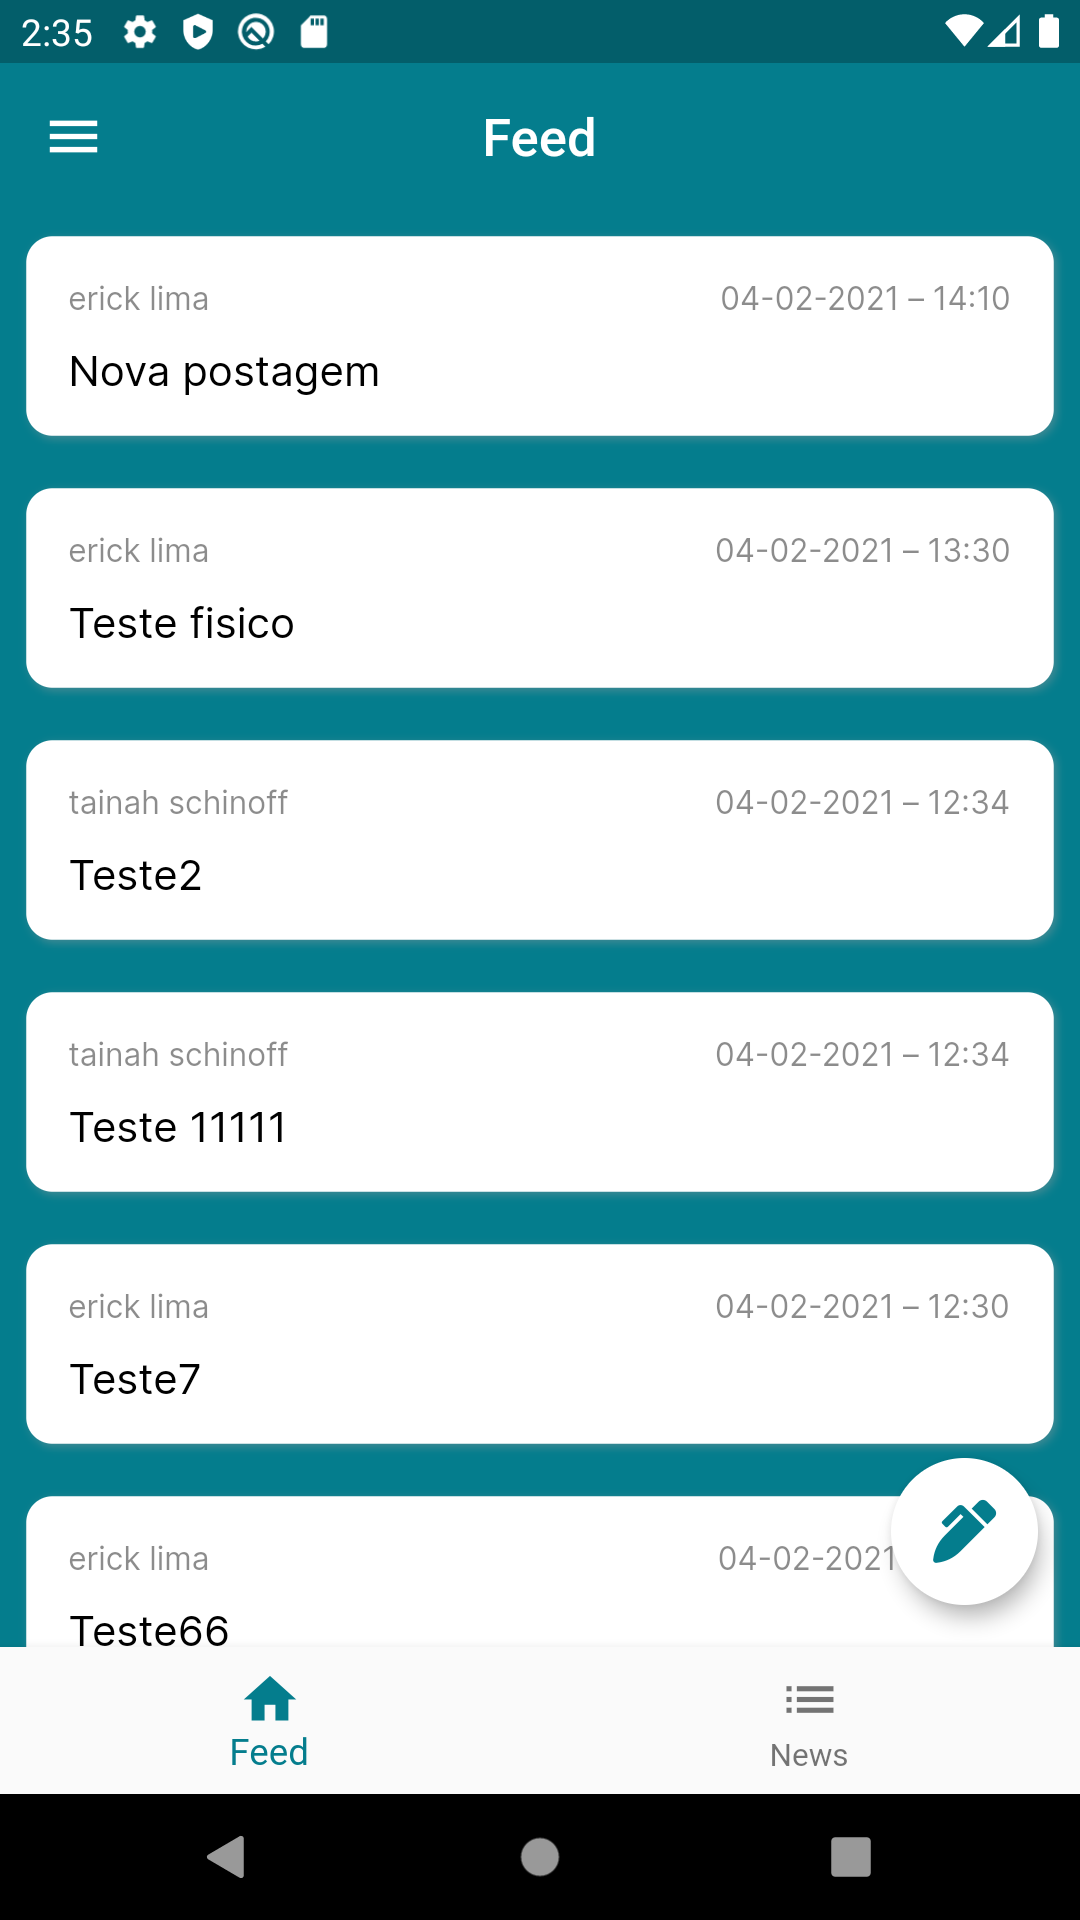 2:35
Feed
erick lima 04-02-2021 – 14:10
Nova postagem
erick lima 04-02-2021 – 13:30
Teste fisico
tainah schinoff 04-02-2021 – 12:34
Teste2
tainah schinoff 04-02-2021 – 12:34
Teste 11111
erick lima 04-02-2021 – 12:30
Teste7
erick lima 04-02-2021
Teste66
Feed News